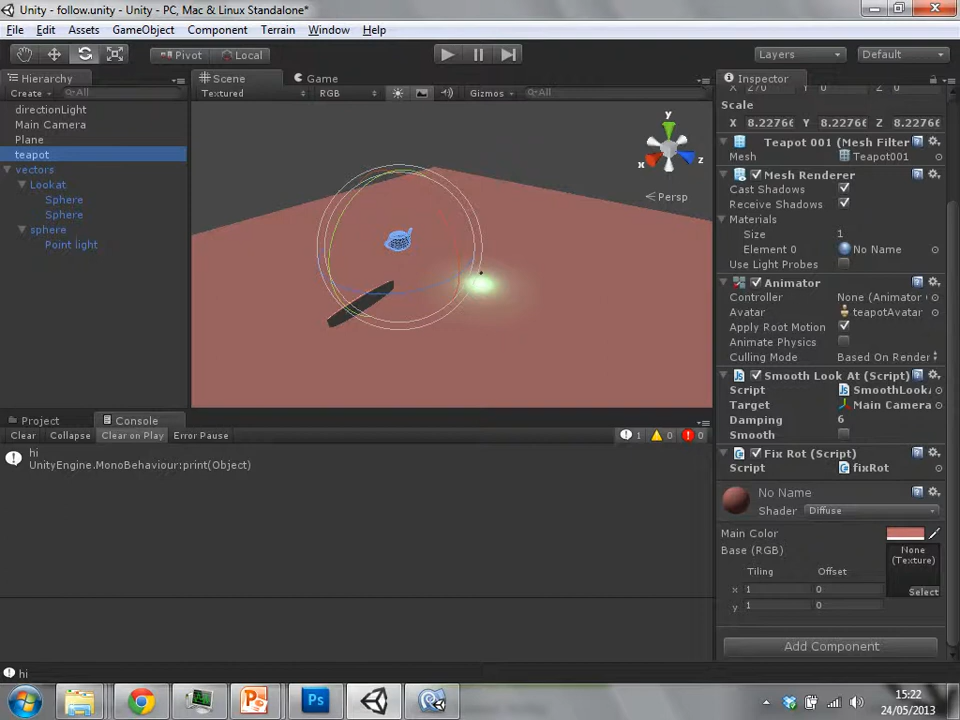 Unity - follow.unity - Unity - PC, Mac & Linux Standalone*
File Edit Assets GameObject Component Terrain Window Help
Pivot Local Layers Default
Hierarchy
Create All
directionLight
Main Camera
Plane
teapot
vectors
Lookat
Sphere
Sphere
sphere
Point light
Scene Game
Textured RGB Gizmos All
y
x
z
Persp
Inspector
X 270 Y 0 Z 0
Scale
X 8.22766 Y 8.22766 Z 8.22766
Teapot 001 (Mesh Filter
Mesh Teapot001
Mesh Renderer
Cast Shadows
Receive Shadows
Materials
Size 1
Element 0 No Name
Use Light Probes
Animator
Controller None (Animator
Avatar teapotAvatar
Apply Root Motion
Animate Physics
Culling Mode Based On Render
Smooth Look At (Script)
Script SmoothLook
Target Main Camera
Damping 6
Smooth
Fix Rot (Script)
Script fixRot
No Name
Shader Diffuse
Main Color
Base (RGB)
None
(Texture)
Tiling Offset
x 1 0
y 1 0
Select
Add Component
Project Console
Clear Collapse Clear on Play Error Pause 1 0 0
hi
UnityEngine.MonoBehaviour:print(Object)
hi
Ps
15:22
24/05/2013